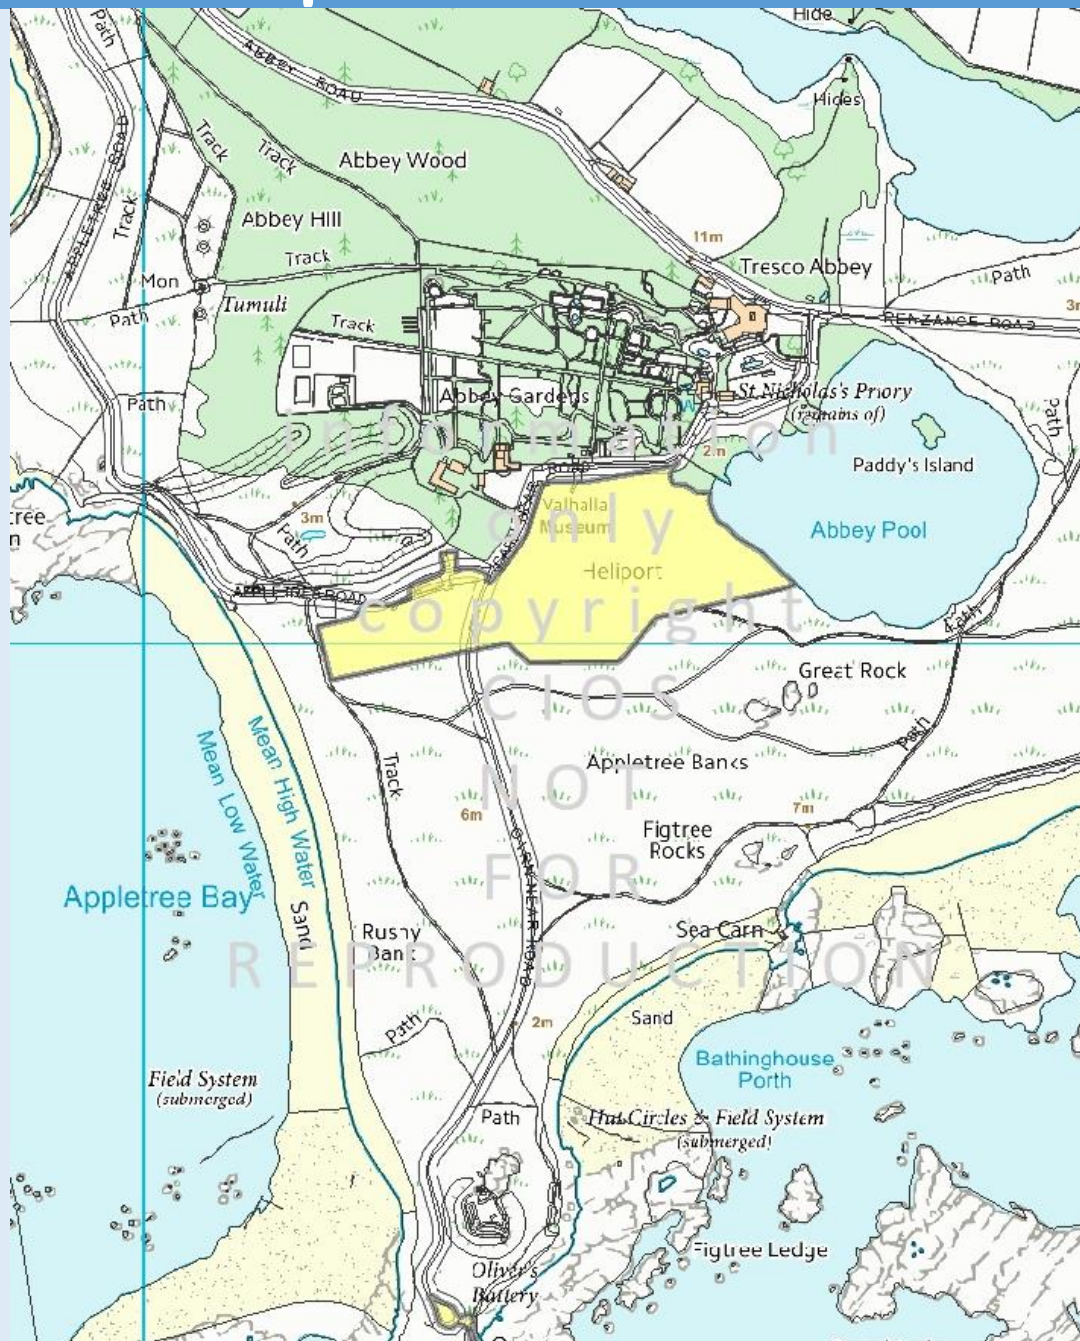 Path
Hide
ABBEY ROAD
Hides
APPLETREE ROAD
Track
Track
Abbey Wood
Track
Abbey Hill
11m
Track
Tresco Abbey
Path
Mon
Tumuli
Path
Track
PENZANCE ROAD
Abbey Gardens
St Nicholas's Priory
(remains of)
Path
Path
information
2m
Paddy's Island
ROAD
3m
Path
Valhalla
Museum
only
Abbey Pool
Heliport
APPLETREE ROAD
copyright
Path
Great Rock
CIOS
Path
Mean High Water
Mean Low Water
Track
Appletree Banks
NOT
6m
7m
Figtree
Rocks
FOR
Appletree Bay
Sand
CARN NEAR ROAD
Rushy
Bank
Sea Carn
REPRODUCTION
Path
2m
Sand
Bathinghouse
Porth
Field System
(submerged)
Path
Hut Circles & Field System
(submerged)
Figtree Ledge
Oliver's
Battery